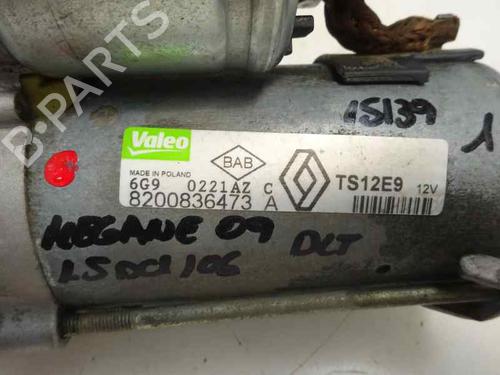 15139
1
Valeo
BAB
MADE IN POLAND
6G9 0221AZ C
TS12E9 12V
8200836473 A
MEGANE 09 DLT
1.5 DCI 106
B-PARTS